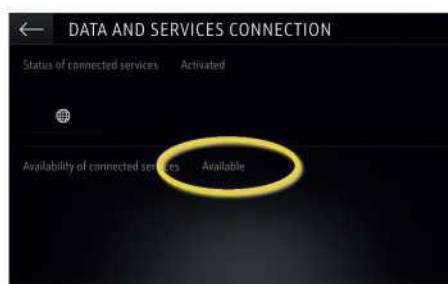 DATA AND SERVICES CONNECTION
Status of connected services Activated
Availability of connected services Available